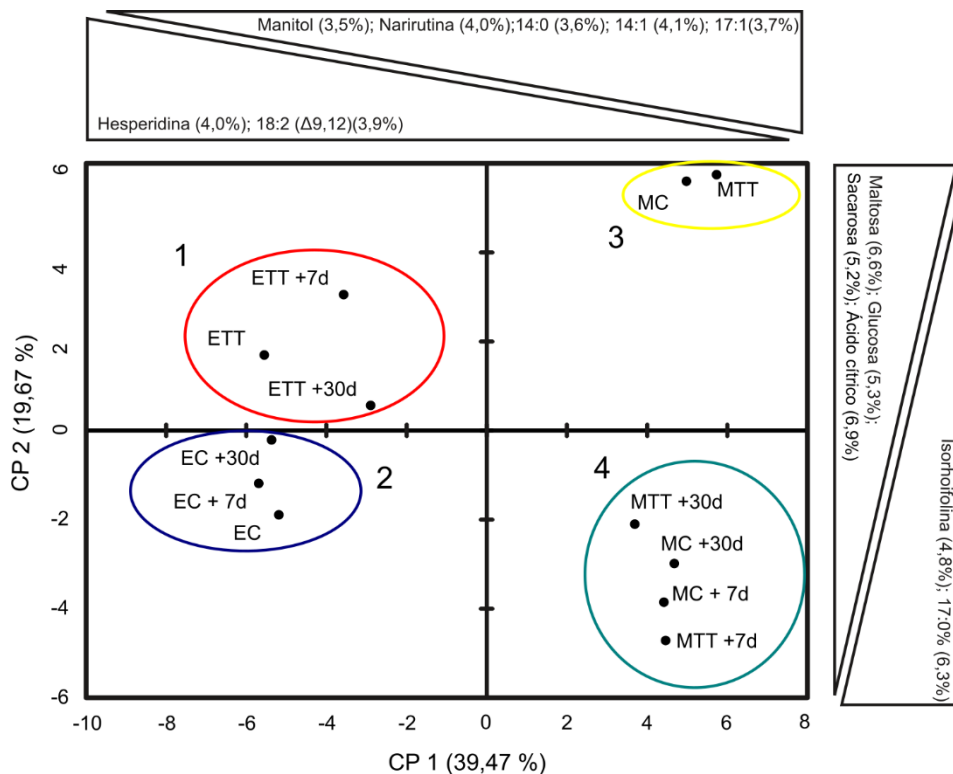 Manitol (3,5%); Narirutina (4,0%);14:0 (3,6%); 14:1 (4,1%); 17:1(3,7%)
Hesperidina (4,0%); 18:2 (Δ9,12)(3,9%)
Maltosa (6,6%); Glucosa (5,3%);
Sacarosa (5,2%); Ácido cítrico (6,9%)
Isorhoifolina (4,8%); 17:0% (6,3%)
CP 2 (19,67 %)
6
4
2
0
-2
-4
-6
1
ETT +7d
ETT
ETT +30d
2
EC +30d
EC + 7d
EC
3
MC
MTT
4
MTT +30d
MC +30d
MC + 7d
MTT +7d
-10
-8
-6
-4
-2
0
2
4
6
8
CP 1 (39,47 %)